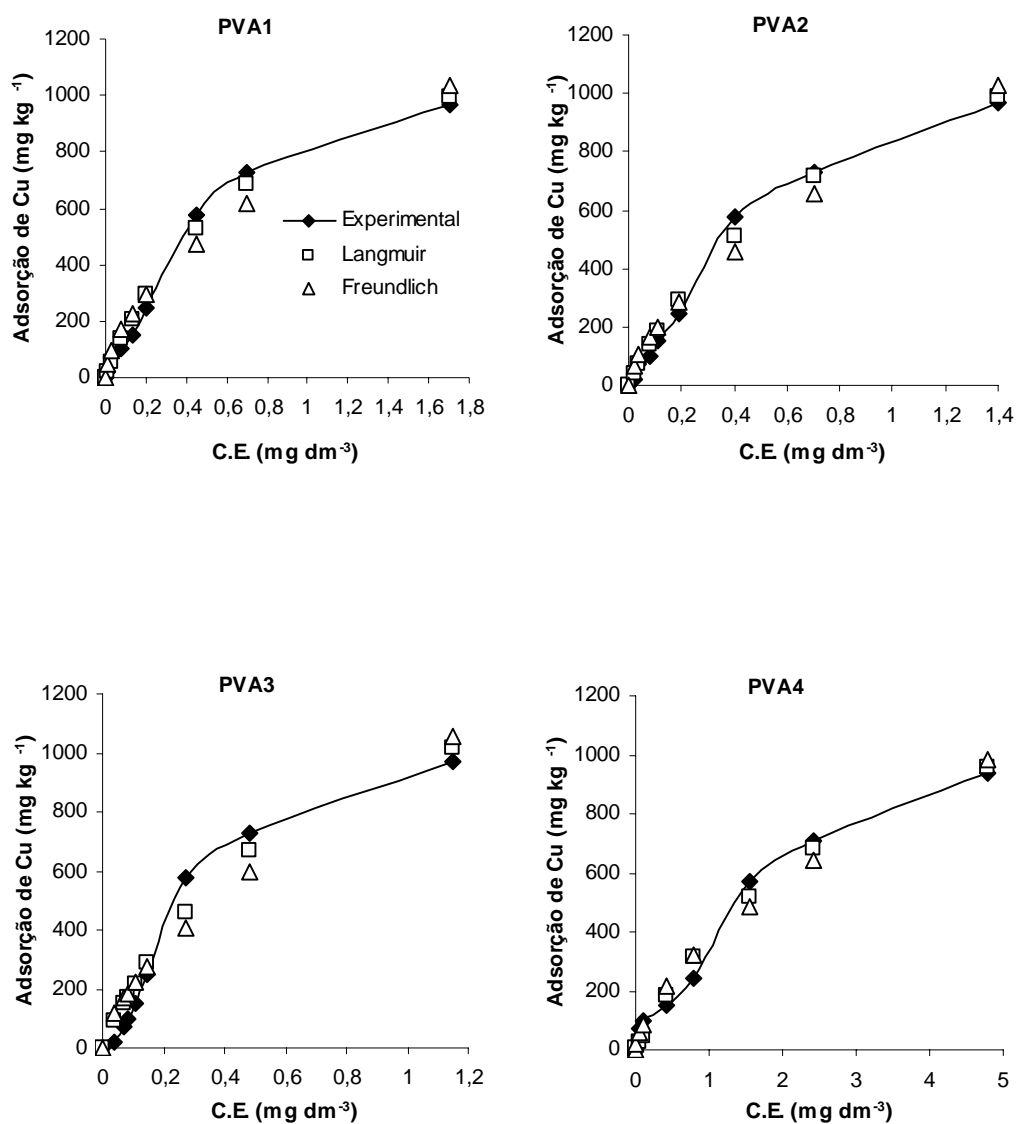 PVA1
Adsorção de Cu (mg kg -1)
1200
1000
800
600
400
200
0
Experimental
Langmuir
Freundlich
0 0,2 0,4 0,6 0,8 1 1,2 1,4 1,6 1,8
C.E. (mg dm-3)
PVA2
Adsorção de Cu (mg kg -1)
1200
1000
800
600
400
200
0
0 0,2 0,4 0,6 0,8 1 1,2 1,4
C.E. (mg dm-3)
PVA3
Adsorção de Cu (mg kg -1)
1200
1000
800
600
400
200
0
0 0,2 0,4 0,6 0,8 1 1,2
C.E. (mg dm-3)
PVA4
Adsorção de Cu (mg kg -1)
1200
1000
800
600
400
200
0
0 1 2 3 4 5
C.E. (mg dm-3)